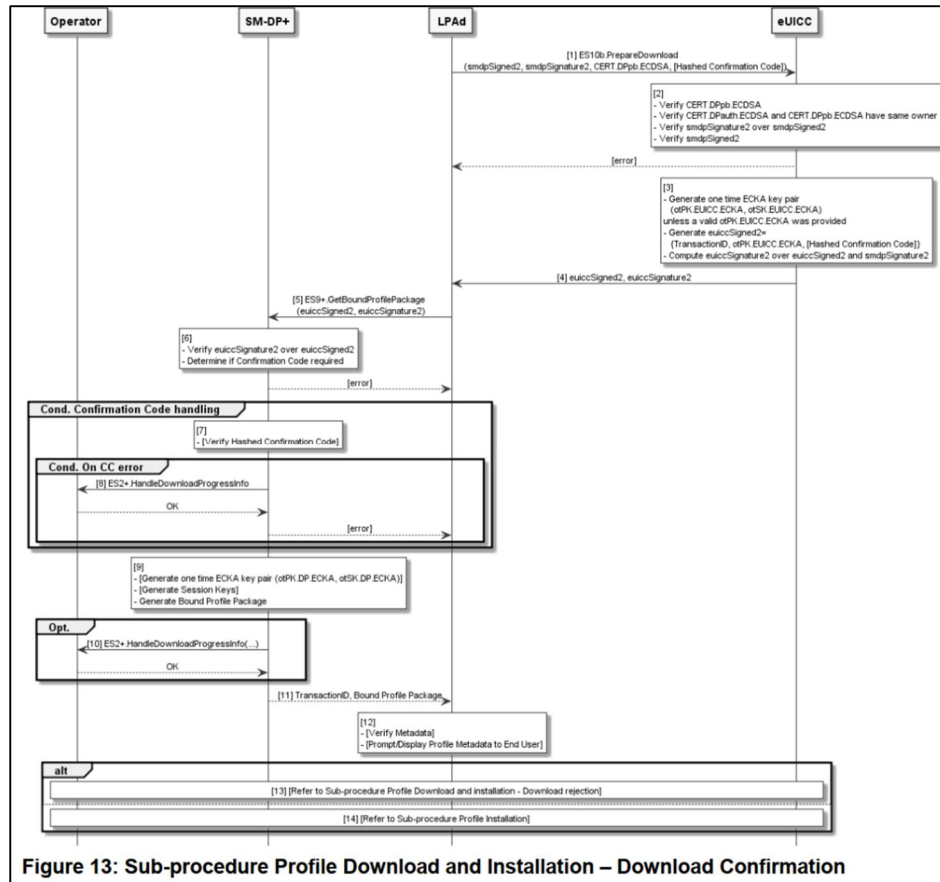 Operator
SM-DP+
LPAd
eUICC
[1] ES10b.PrepareDownload
(smdpSigned2, smdpSignature2, CERT.DPpb.ECDSA, [Hashed Confirmation Code])
[2]
- Verify CERT.DPpb.ECDSA
- Verify CERT.DPauth.ECDSA and CERT.DPpb.ECDSA have same owner
- Verify smdpSignature2 over smdpSigned2
- Verify smdpSigned2
[error]
[3]
- Generate one time ECKA key pair
(otPK.EUICC.ECKA, otSK.EUICC.ECKA)
unless a valid otPK.EUICC.ECKA was provided
- Generate euiccSigned2=
(TransactionID, otPK.EUICC.ECKA, [Hashed Confirmation Code])
- Compute euiccSignature2 over euiccSigned2 and smdpSignature2
[4] euiccSigned2, euiccSignature2
[5] ES9+.GetBoundProfilePackage
(euiccSigned2, euiccSignature2)
[6]
- Verify euiccSignature2 over euiccSigned2
- Determine if Confirmation Code required
[error]
Cond. Confirmation Code handling
[7]
- [Verify Hashed Confirmation Code]
Cond. On CC error
[8] ES2+.HandleDownloadProgressInfo
OK
[error]
[9]
- [Generate one time ECKA key pair (otPK.DP.ECKA, otSK.DP.ECKA)]
- [Generate Session Keys]
- Generate Bound Profile Package
Opt.
[10] ES2+.HandleDownloadProgressInfo(...)
OK
[11] TransactionID, Bound Profile Package
[12]
- [Verify Metadata]
- [Prompt/Display Profile Metadata to End User]
alt
[13] [Refer to Sub-procedure Profile Download and installation - Download rejection]
[14] [Refer to Sub-procedure Profile Installation]
Figure 13: Sub-procedure Profile Download and Installation – Download Confirmation